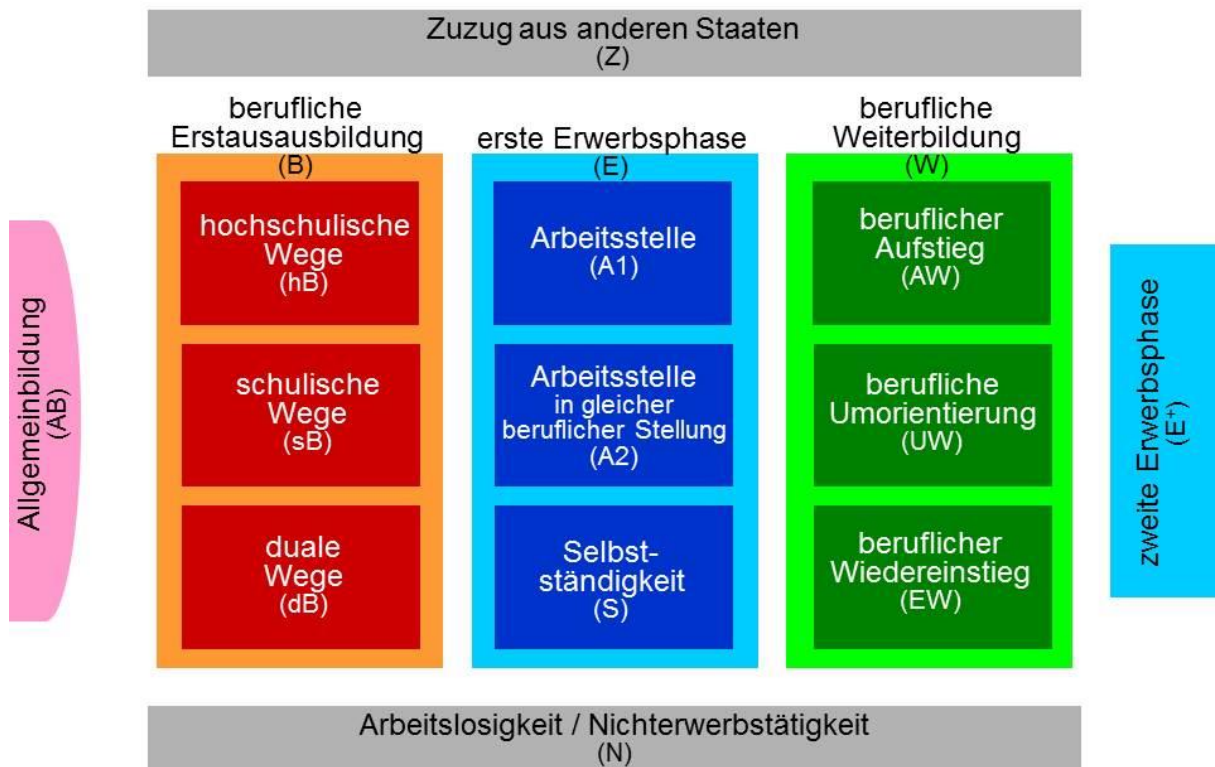 Zuzug aus anderen Staaten
(Z)
berufliche
Erstausausbildung
(B)
erste Erwerbsphase
(E)
berufliche
Weiterbildung
(W)
Allgemeinbildung
(AB)
hochschulische
Wege
(hB)
schulische
Wege
(sB)
duale
Wege
(dB)
Arbeitsstelle
(A1)
Arbeitsstelle
in gleicher
beruflicher Stellung
(A2)
Selbst-
ständigkeit
(S)
beruflicher
Aufstieg
(AW)
berufliche
Umorientierung
(UW)
beruflicher
Wiedereinstieg
(EW)
zweite Erwerbsphase
(E⁺)
Arbeitslosigkeit / Nichterwerbstätigkeit
(N)